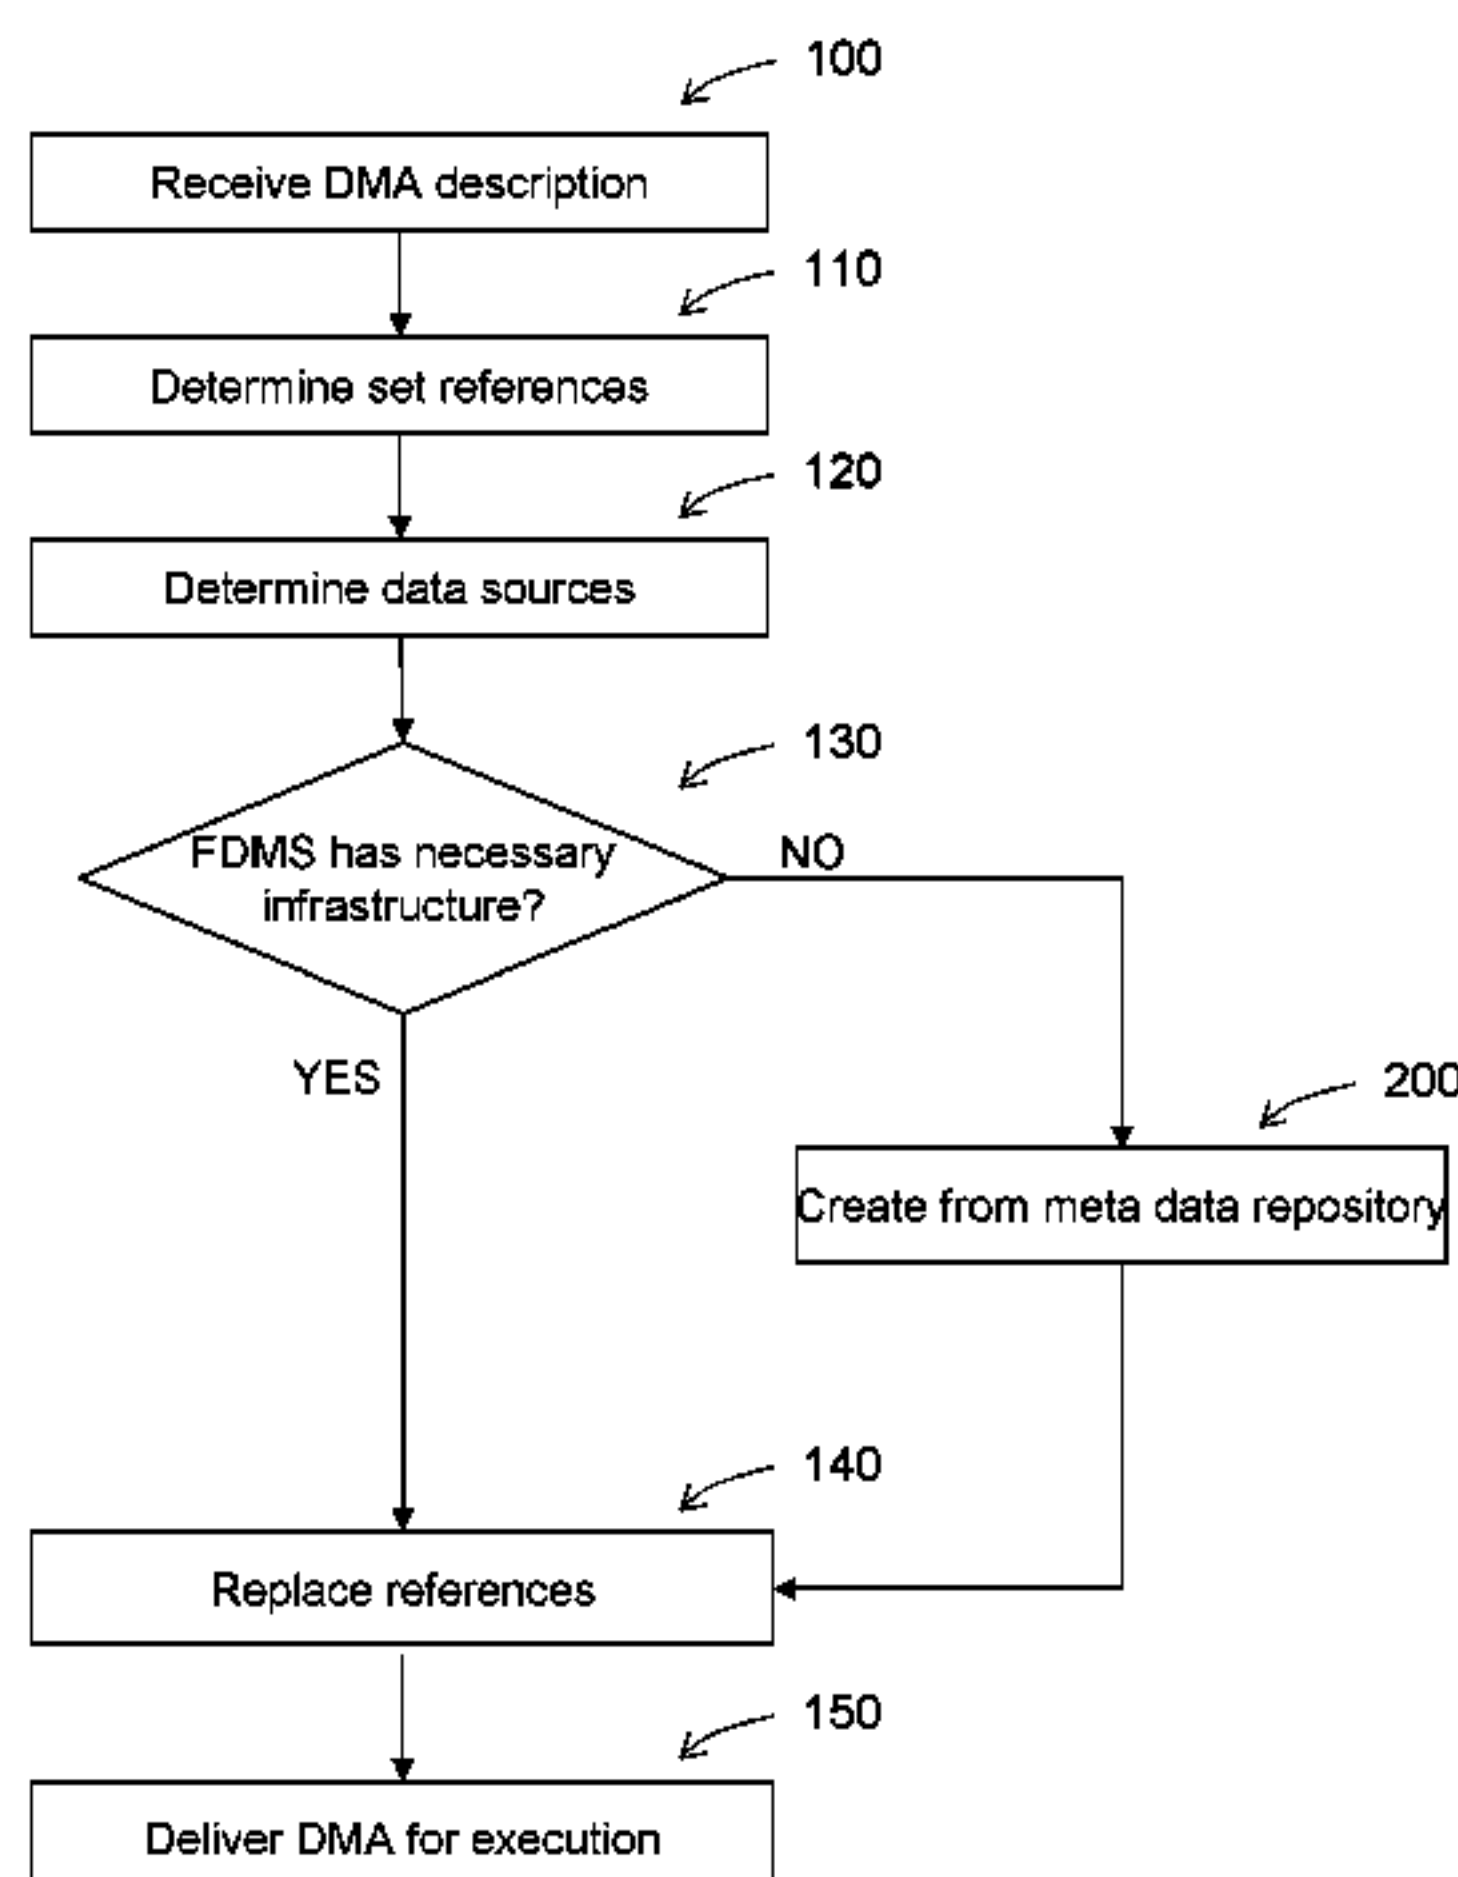 100
Receive DMA description
110
Determine set references
120
Determine data sources
130
FDMS has necessary
infrastructure?
NO
YES
200
Create from meta data repository
140
Replace references
150
Deliver DMA for execution